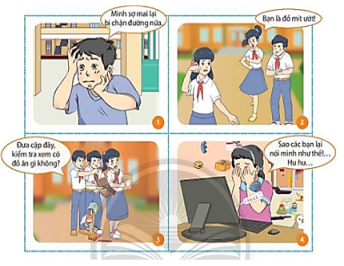 Mình sợ mai lại
bị chặn đường nữa.
1
Bạn là đồ mít ướt!
2
Đưa cặp đây,
kiểm tra xem có
đồ ăn gì không?
3
Sao các bạn lại
nói mình như thế!...
Hu hu...
4